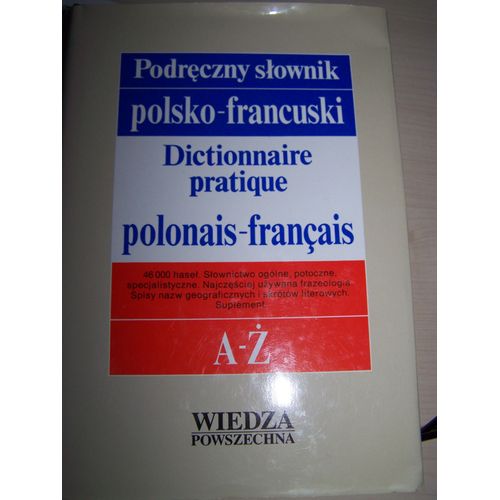 Podręczny słownik
polsko-francuski
Dictionnaire
pratique
polonais-français
46 000 haseł. Słownictwo ogólne, potoczne,
specjalistyczne. Najczęściej używana frazeologia.
Spisy nazw geograficznych i skrótów literowych.
Suplement.
A-Ż
WIEDZA
POWSZECHNA